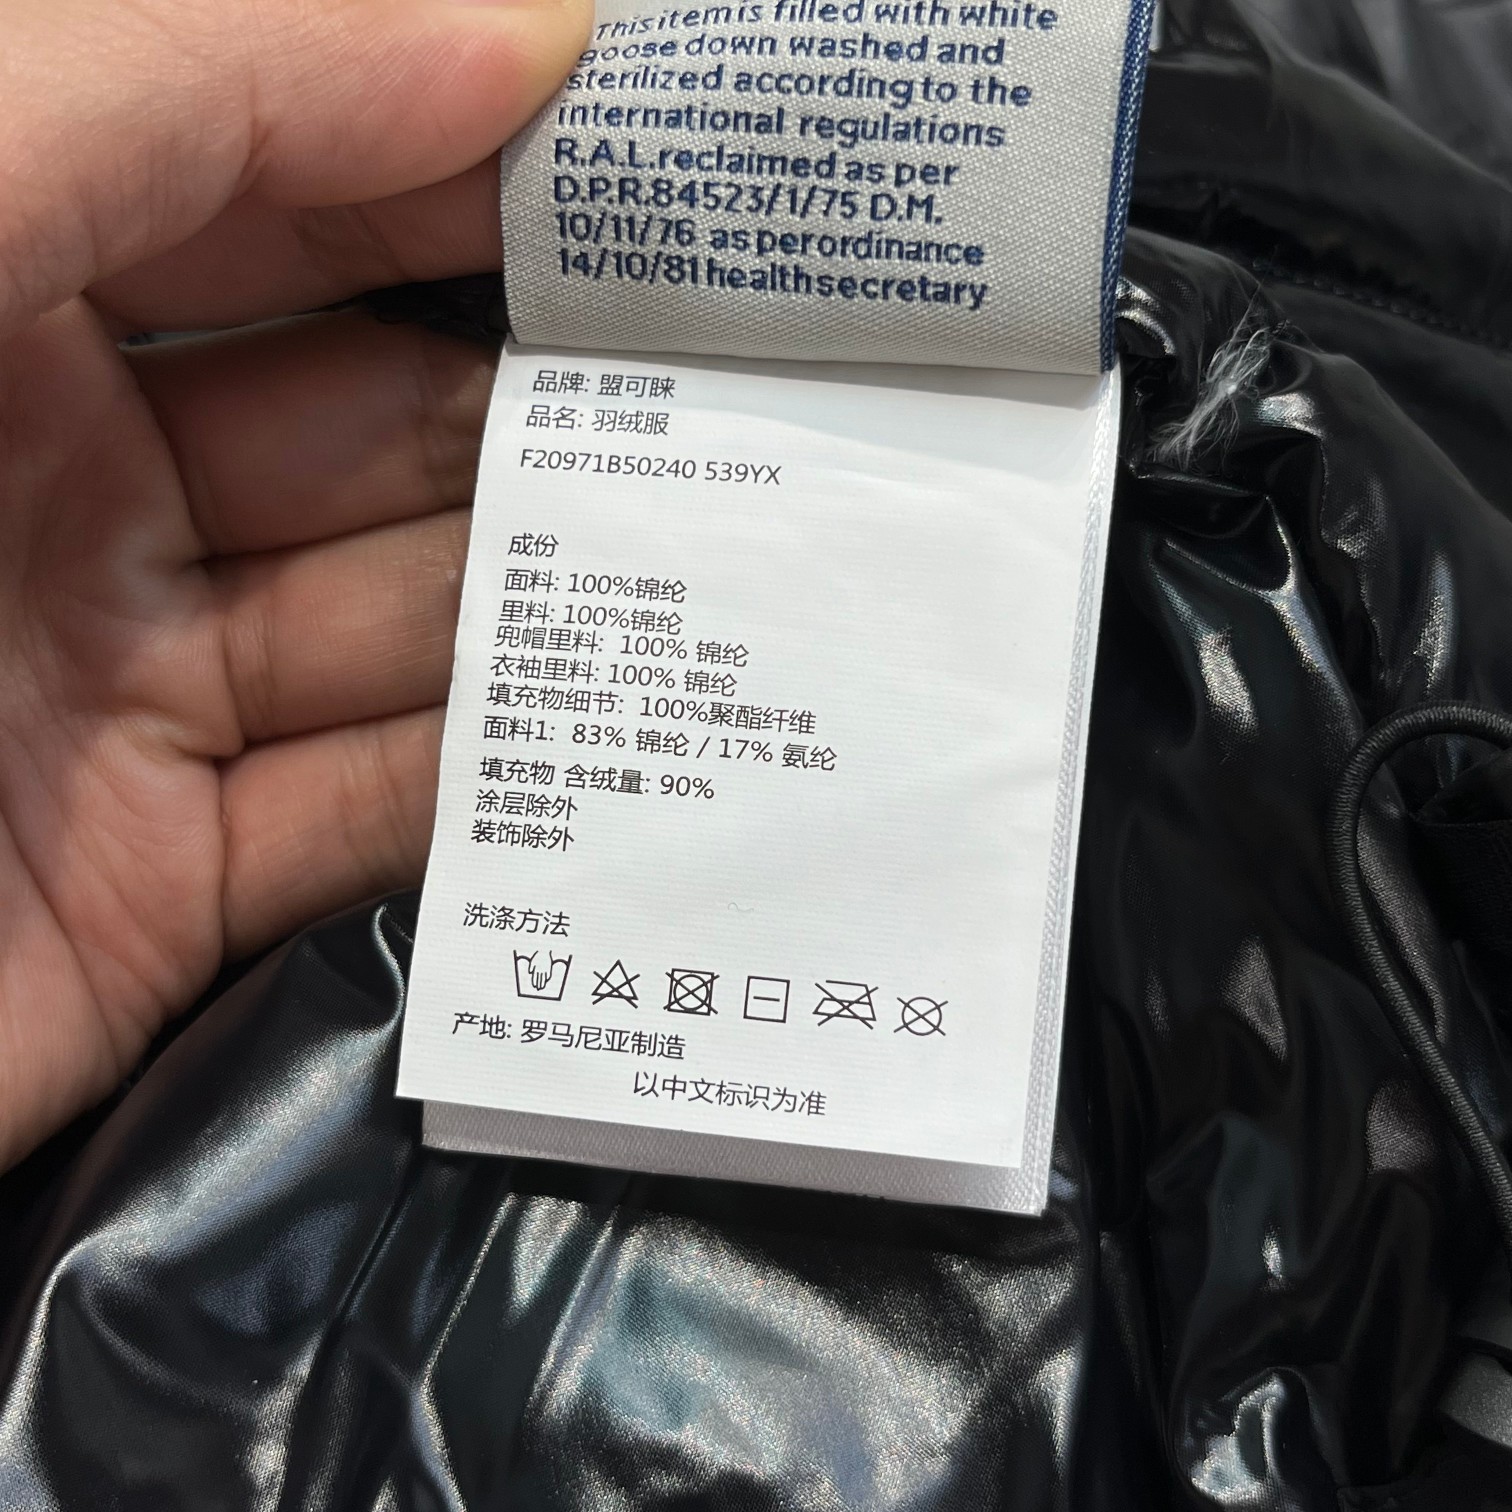 This item is filled with white
goose down washed and
sterilized according to the
international regulations
R.A.L. reclaimed as per
D.P.R.84523/1/75 D.M.
10/11/76 as per ordinance
14/10/81 health secretary
品牌: 盟可睐
品名: 羽绒服
F20971B50240 539YX
成份
面料: 100%锦纶
里料: 100%锦纶
兜帽里料: 100% 锦纶
衣袖里料: 100% 锦纶
填充物细节: 100%聚酯纤维
面料1: 83% 锦纶 / 17% 氨纶
填充物 含绒量: 90%
涂层除外
装饰除外
洗涤方法
产地: 罗马尼亚制造
以中文标识为准